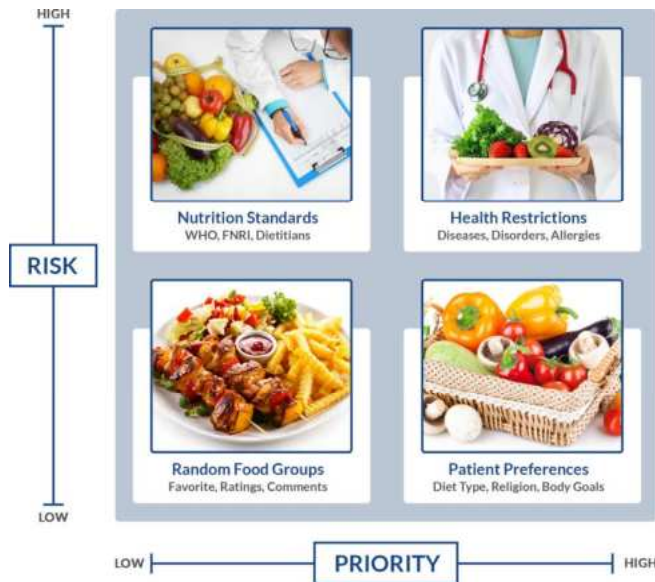 HIGH
Nutrition Standards
WHO, FNRI, Dietitians
Health Restrictions
Diseases, Disorders, Allergies
RISK
Random Food Groups
Favorite, Ratings, Comments
Patient Preferences
Diet Type, Religion, Body Goals
LOW
LOW
PRIORITY
HIGH